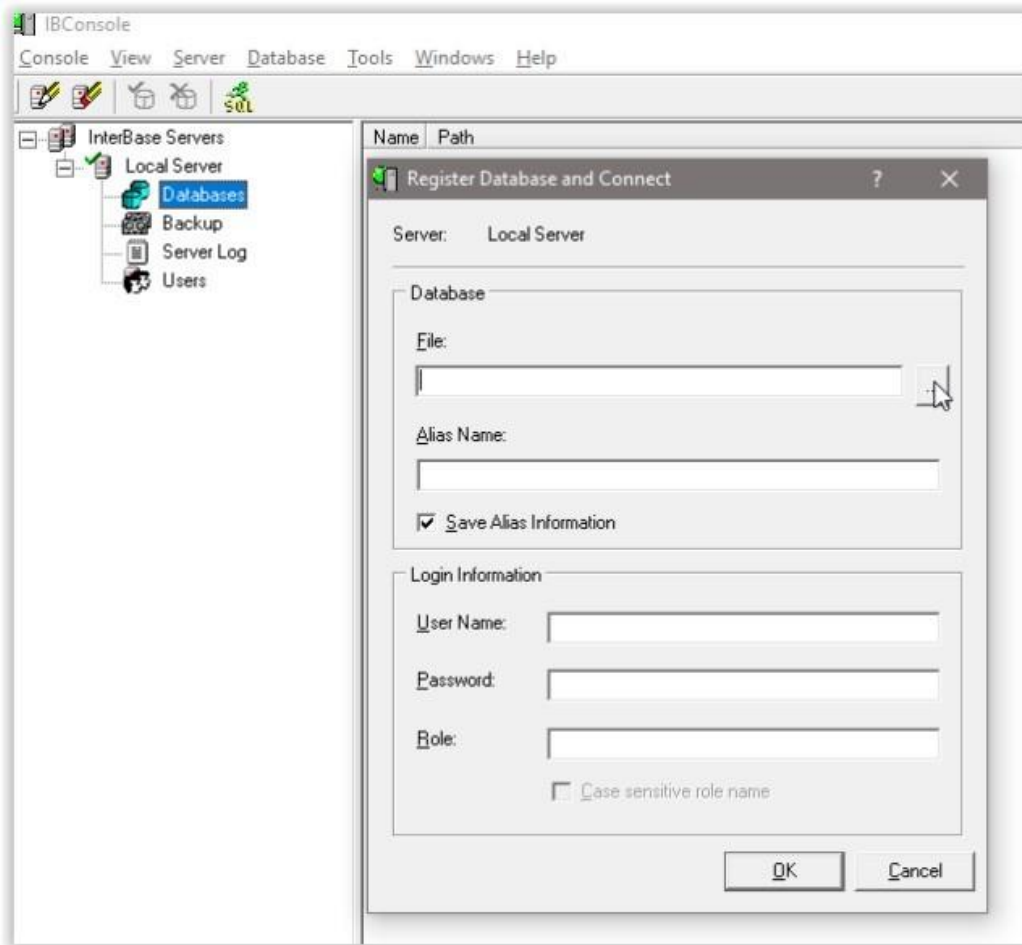 IBConsole
Console View Server Database Tools Windows Help
SQL
InterBase Servers
Local Server
Databases
Backup
Server Log
Users
Name Path
Register Database and Connect ? ×
Server: Local Server
Database
File:
...
Alias Name:
Save Alias Information
Login Information
User Name:
Password:
Role:
Case sensitive role name
OK Cancel